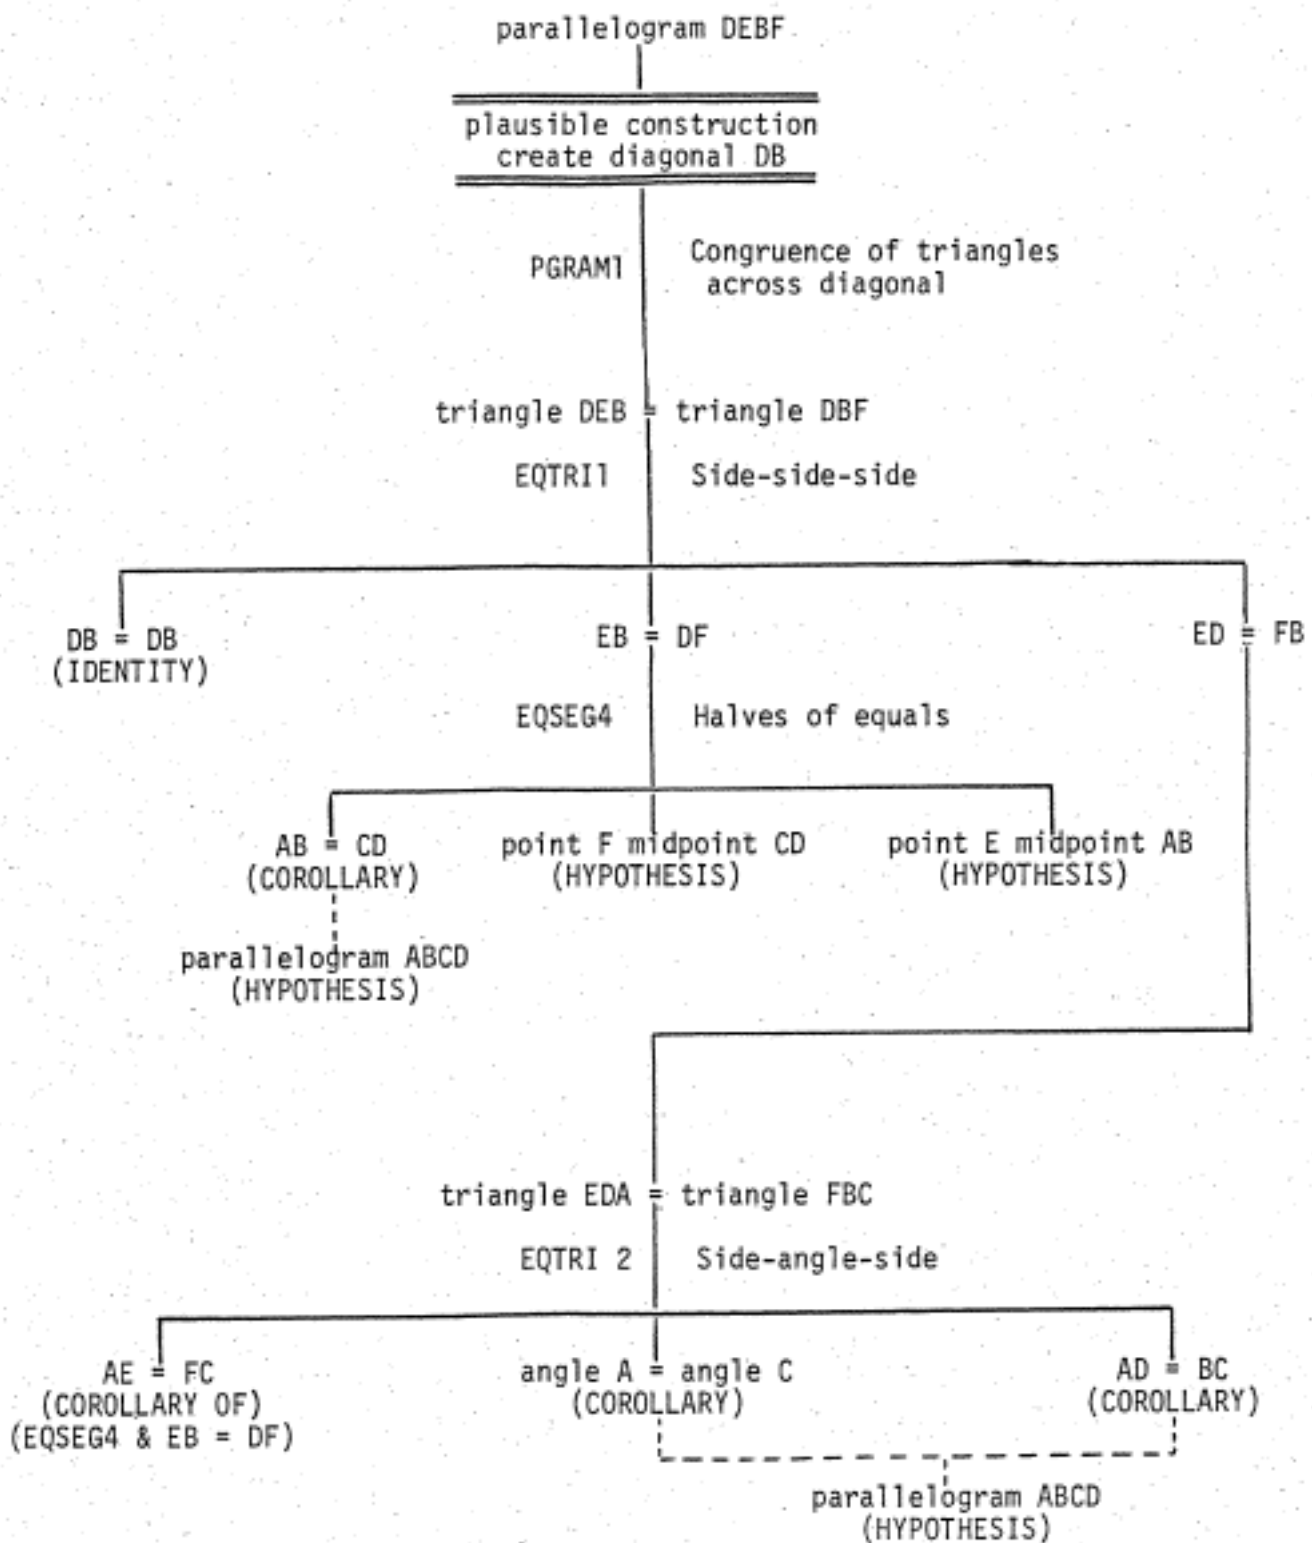 parallelogram DEBF
plausible construction
create diagonal DB
PGRAM1
Congruence of triangles
across diagonal
triangle DEB = triangle DBF
EQTRI1
Side-side-side
DB = DB
(IDENTITY)
EB = DF
ED = FB
EQSEG4
Halves of equals
AB = CD
(COROLLARY)
point F midpoint CD
(HYPOTHESIS)
point E midpoint AB
(HYPOTHESIS)
parallelogram ABCD
(HYPOTHESIS)
triangle EDA = triangle FBC
EQTRI 2
Side-angle-side
AE = FC
(COROLLARY OF)
(EQSEG4 & EB = DF)
angle A = angle C
(COROLLARY)
AD = BC
(COROLLARY)
parallelogram ABCD
(HYPOTHESIS)